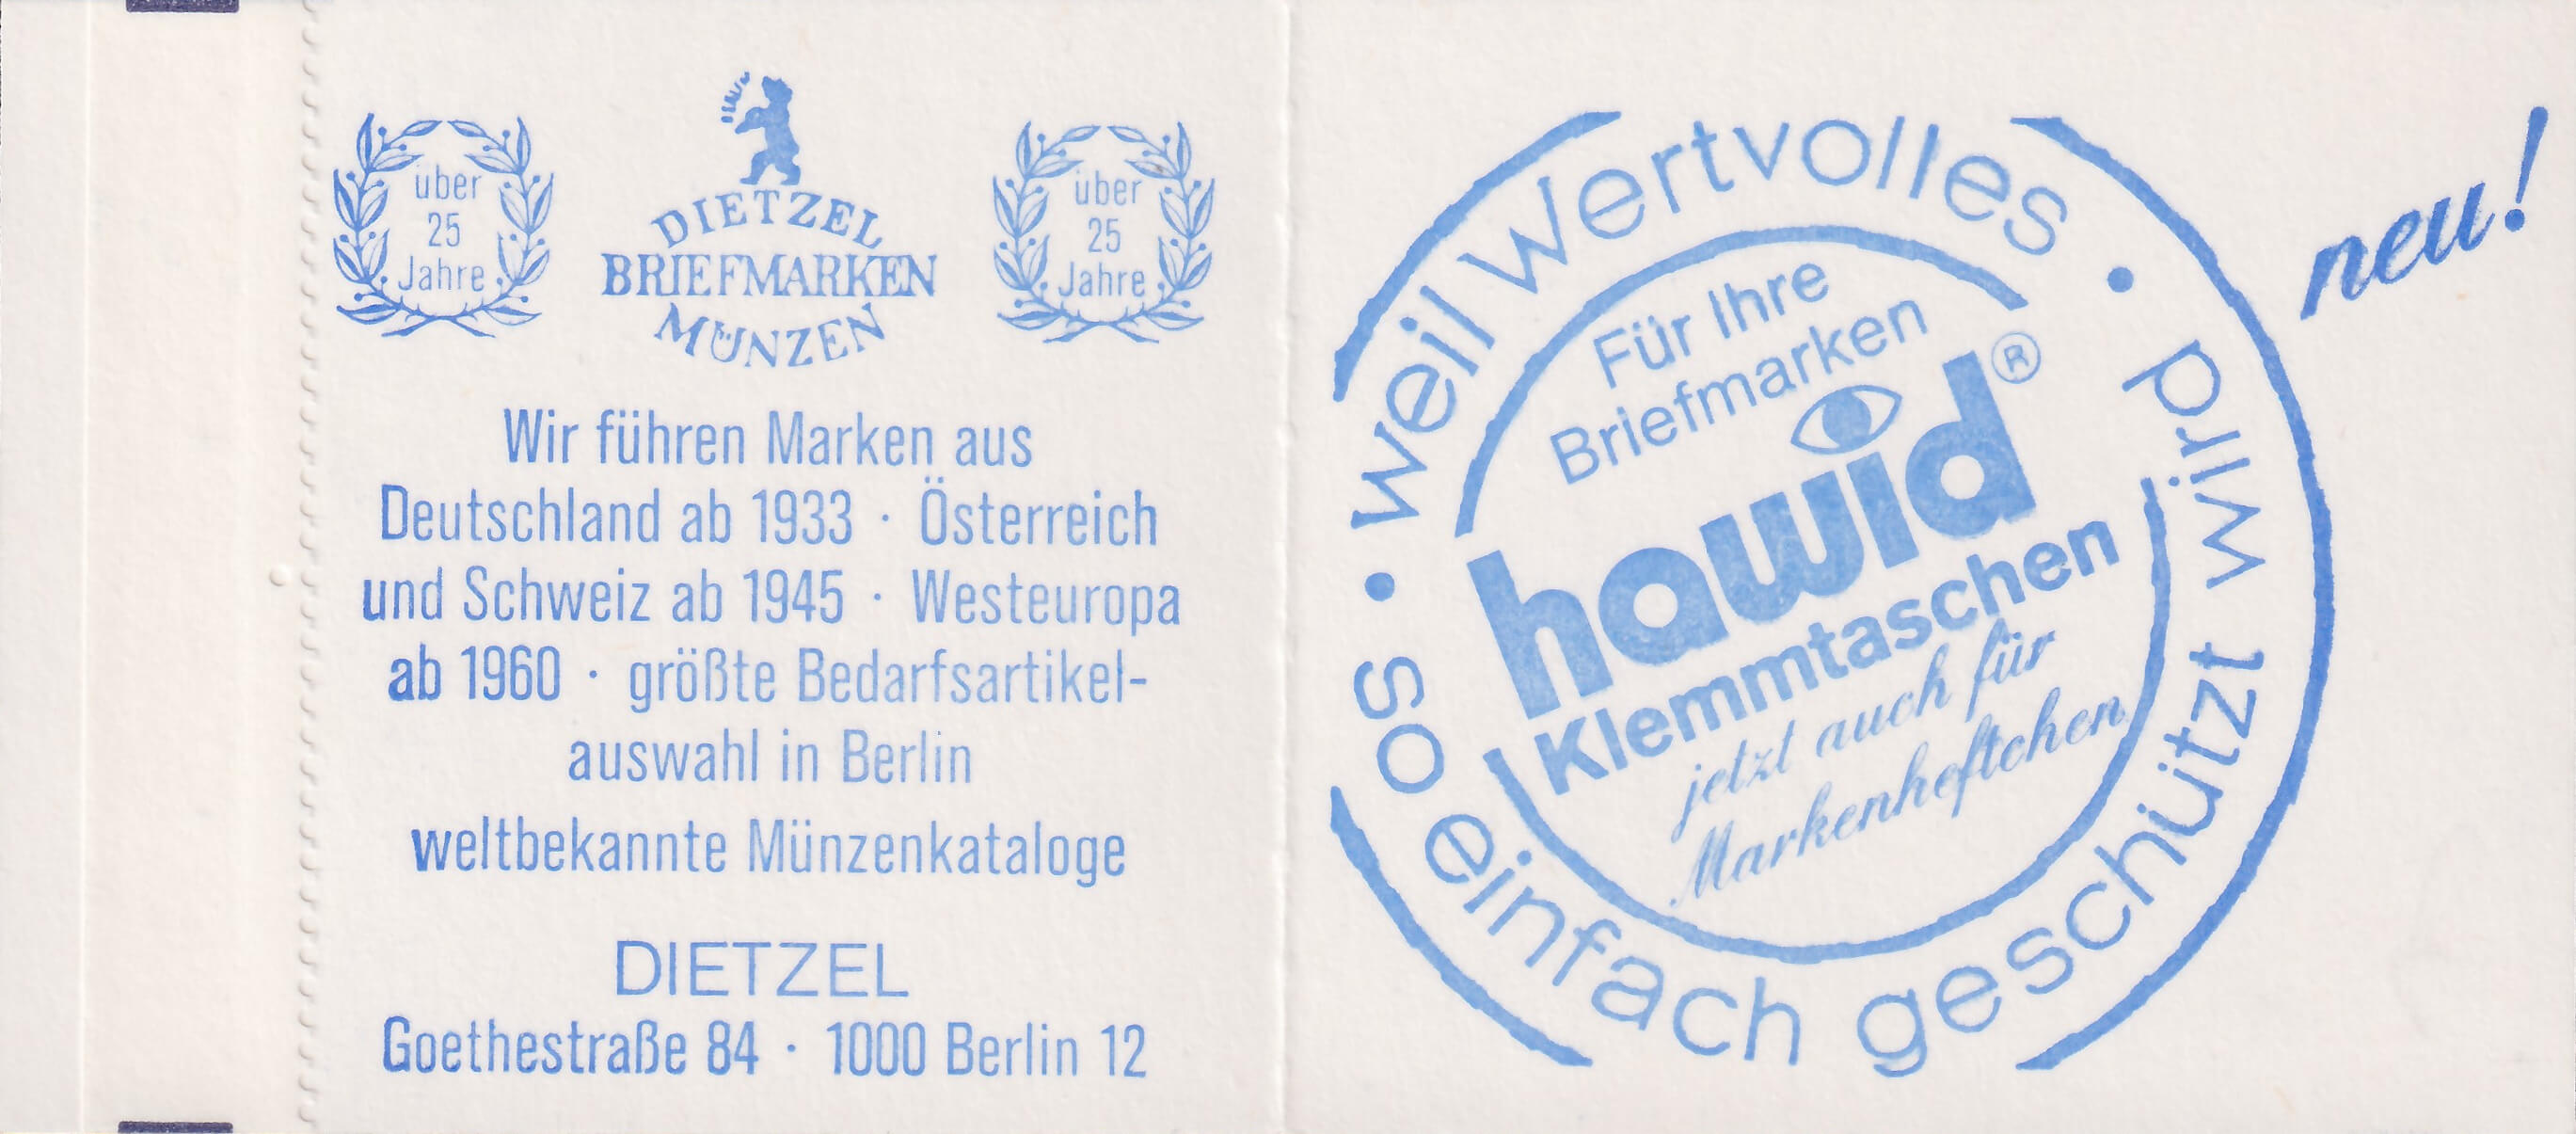 über
25
Jahre
DIETZEL
BRIEFMARKEN
MÜNZEN
über
25
Jahre
Wir führen Marken aus
Deutschland ab 1933 · Österreich
und Schweiz ab 1945 · Westeuropa
ab 1960 · größte Bedarfsartikel-
auswahl in Berlin
weltbekannte Münzenkataloge
DIETZEL
Goethestraße 84 · 1000 Berlin 12
• weil Wertvolles •
so einfach geschützt wird
Für Ihre
Briefmarken
hawid®
Klemmtaschen
jetzt auch für
Markenheftchen
neu!